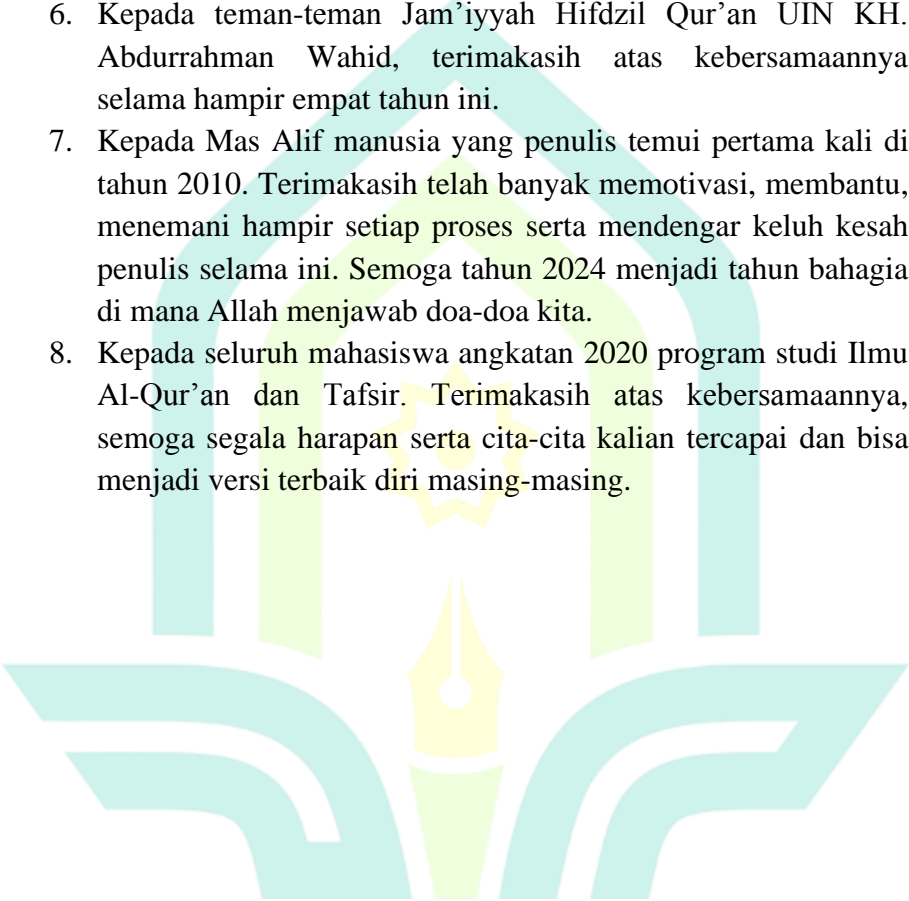 6. Kepada teman-teman Jam’iyyah Hifdzil Qur’an UIN KH.
Abdurrahman Wahid, terimakasih atas kebersamaannya
selama hampir empat tahun ini.
7. Kepada Mas Alif manusia yang penulis temui pertama kali di
tahun 2010. Terimakasih telah banyak memotivasi, membantu,
menemani hampir setiap proses serta mendengar keluh kesah
penulis selama ini. Semoga tahun 2024 menjadi tahun bahagia
di mana Allah menjawab doa-doa kita.
8. Kepada seluruh mahasiswa angkatan 2020 program studi Ilmu
Al-Qur’an dan Tafsir. Terimakasih atas kebersamaannya,
semoga segala harapan serta cita-cita kalian tercapai dan bisa
menjadi versi terbaik diri masing-masing.